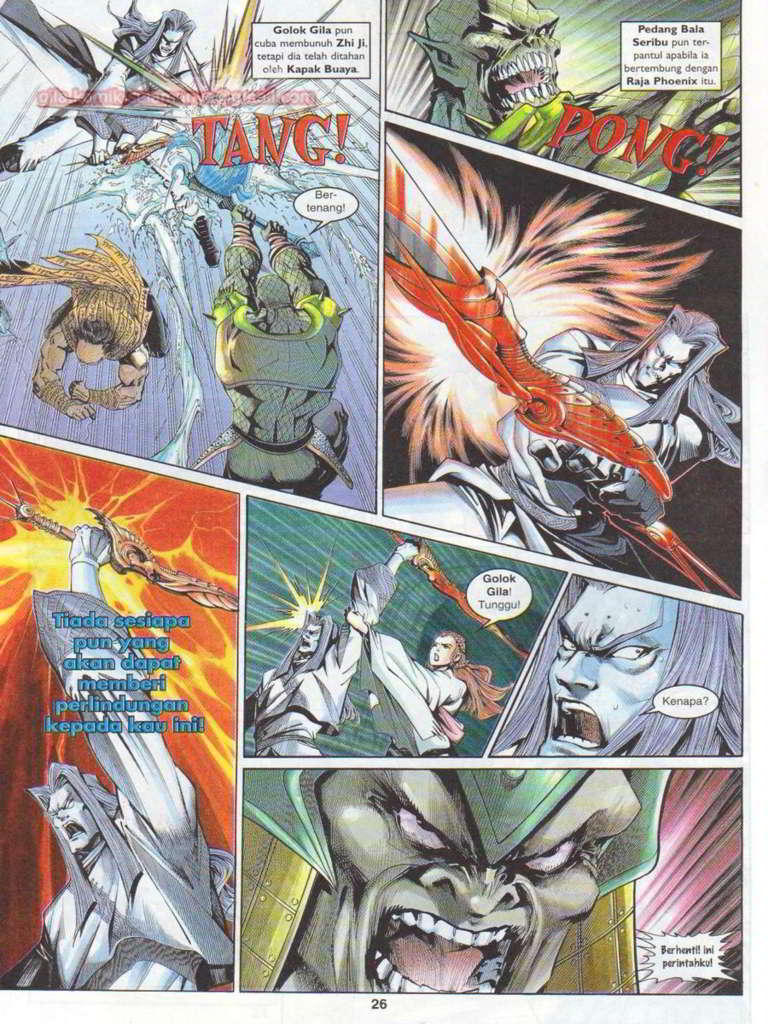 Golok Gila pun
cuba membunuh Zhi Ji,
tetapi dia telah ditahan
oleh Kapak Buaya.
TANG!
Ber-
tenang!
Pedang Bala
Seribu pun ter-
pantul apabila ia
bertembung dengan
Raja Phoenix itu.
PONG!
Tiada sesiapa
pun yang
akan dapat
memberi
perlindungan
kepada kau ini!
Golok
Gila!
Tunggu!
Kenapa?
Berhenti! Ini
perintahku!
26